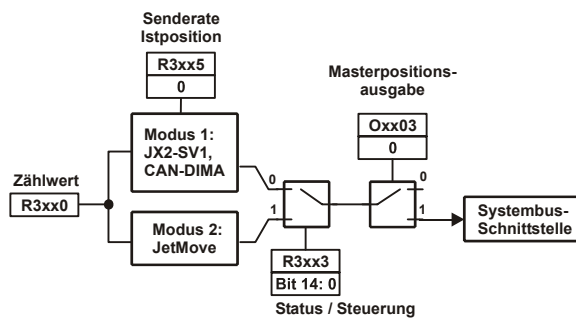 Senderate
Istposition
R3xx5
0
Masterpositions-
ausgabe
Oxx03
0
Modus 1:
JX2-SV1,
CAN-DIMA
Zählwert
R3xx0
0
1
0
1
Systembus-
Schnittstelle
Modus 2:
JetMove
R3xx3
Bit 14: 0
Status / Steuerung